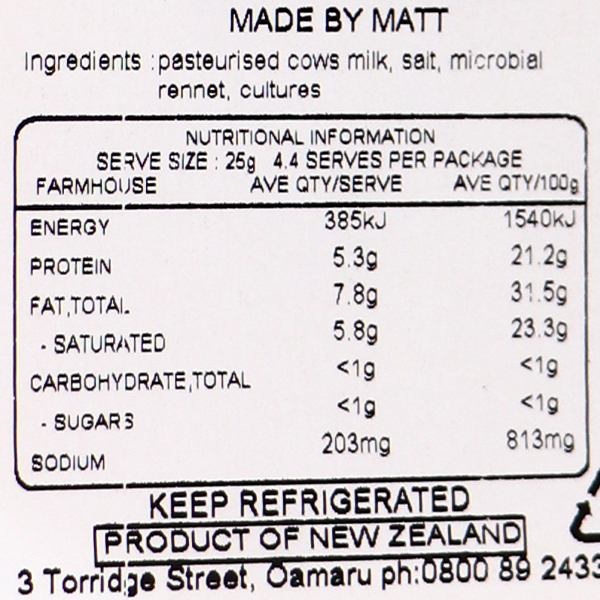 MADE BY MATT
Ingredients : pasteurised cows milk, salt, microbial
rennet, cultures
NUTRITIONAL INFORMATION
SERVE SIZE : 25g 4.4 SERVES PER PACKAGE
FARMHOUSE AVE QTY/SERVE AVE QTY/100g
ENERGY 385kJ 1540kJ
PROTEIN 5.3g 21.2g
FAT,TOTAL 7.8g 31.5g
- SATURATED 5.8g 23.3g
CARBOHYDRATE,TOTAL <1g <1g
- SUGARS <1g <1g
SODIUM 203mg 813mg
KEEP REFRIGERATED
PRODUCT OF NEW ZEALAND
3 Torridge Street, Oamaru ph:0800 89 2433